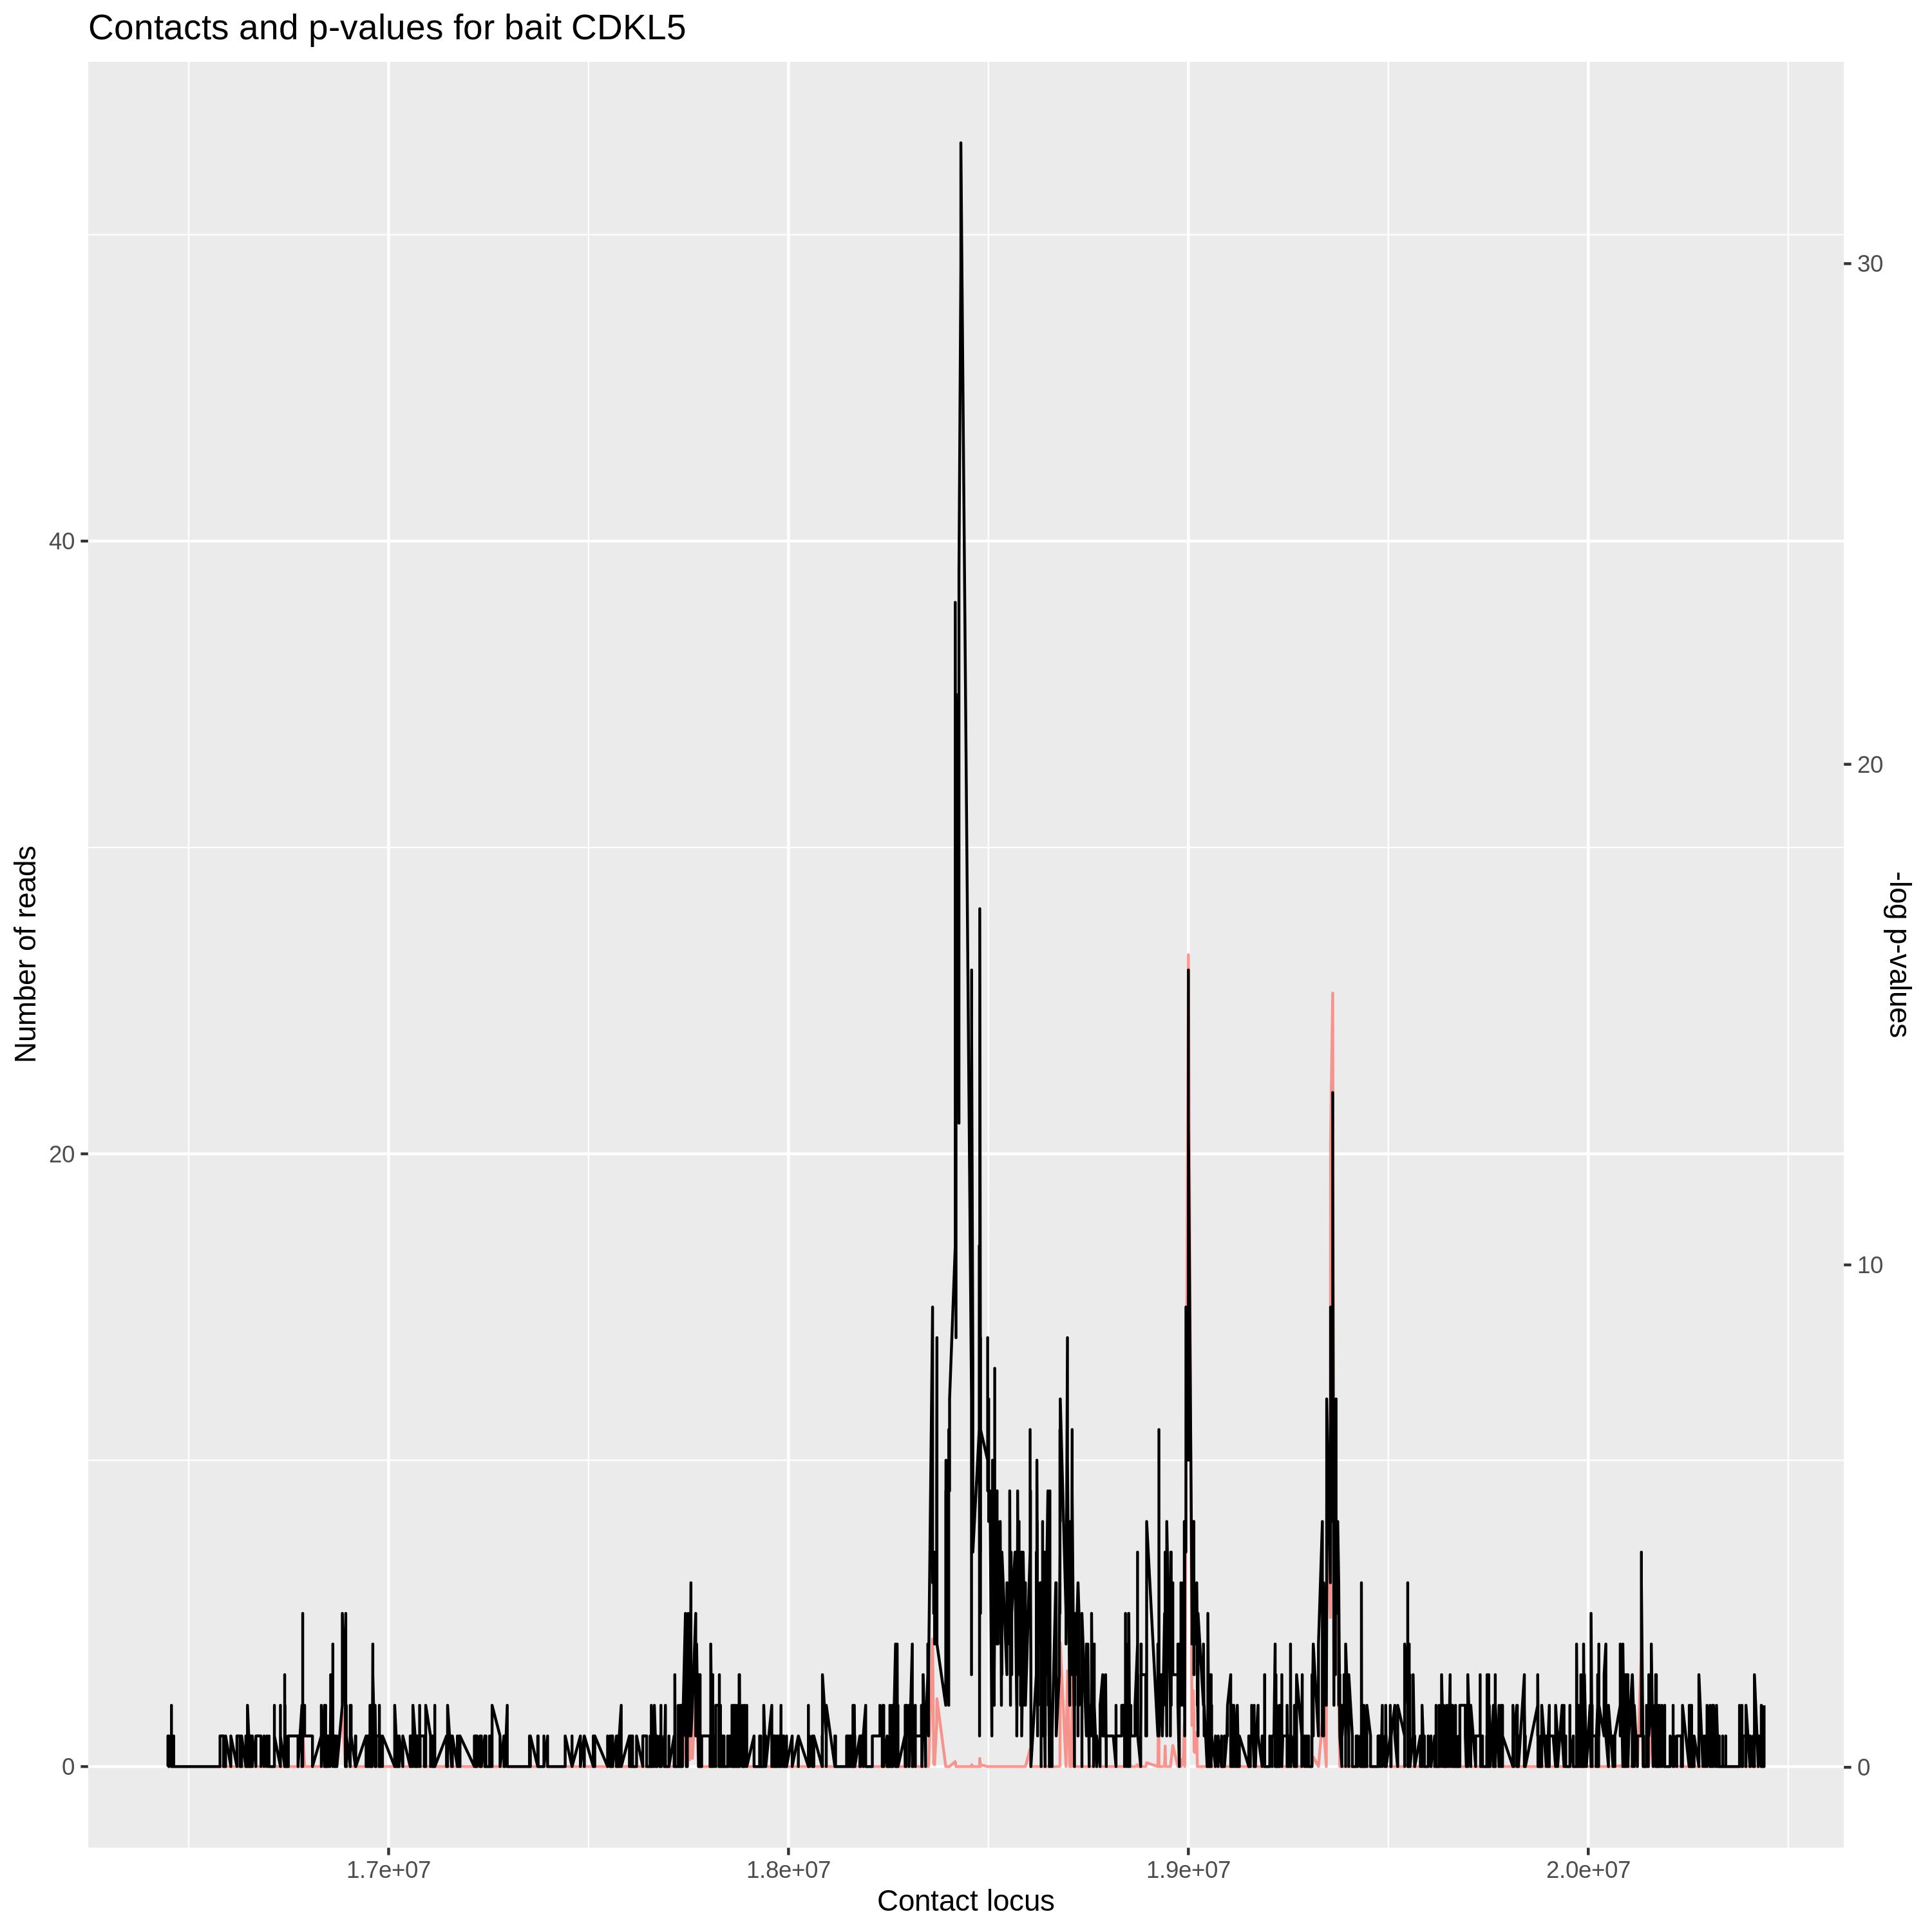 Contacts and p-values for bait CDKL5
Number of reads
40
20
0
30
20
10
0
-log p-values
1.7e+07 1.8e+07 1.9e+07 2.0e+07
Contact locus